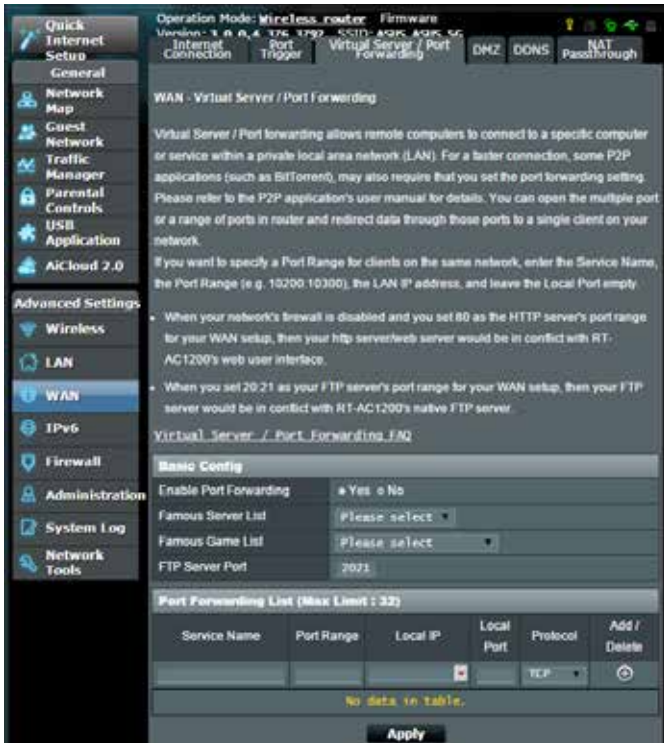 Quick Internet Setup
Operation Mode: Wireless router Firmware
Version: 3.0.0.4.376_3792 SSID: ASUS ASUS_5G
Internet Connection
Port Trigger
Virtual Server / Port Forwarding
DMZ
DDNS
NAT Passthrough
General
Network Map
Guest Network
Traffic Manager
Parental Controls
USB Application
AiCloud 2.0
Advanced Settings
Wireless
LAN
WAN
IPv6
Firewall
Administration
System Log
Network Tools
WAN - Virtual Server / Port Forwarding
Virtual Server / Port forwarding allows remote computers to connect to a specific computer
or service within a private local area network (LAN). For a faster connection, some P2P
applications (such as BitTorrent), may also require that you set the port forwarding setting.
Please refer to the P2P application's user manual for details. You can open the multiple port
or a range of ports in router and redirect data through those ports to a single client on your
network.
If you want to specify a Port Range for clients on the same network, enter the Service Name,
the Port Range (e.g. 10200:10300), the LAN IP address, and leave the Local Port empty.
• When your network's firewall is disabled and you set 80 as the HTTP server's port range
for your WAN setup, then your http server/web server would be in conflict with RT-
AC1200's web user interface.
• When you set 20:21 as your FTP server's port range for your WAN setup, then your FTP
server would be in conflict with RT-AC1200's native FTP server.
Virtual Server / Port Forwarding FAQ
Basic Config
Enable Port Forwarding Yes No
Famous Server List Please select
Famous Game List Please select
FTP Server Port 2021
Port Forwarding List (Max Limit : 32)
Service Name Port Range Local IP Local Port Protocol Add / Delete
TCP
No data in table.
Apply